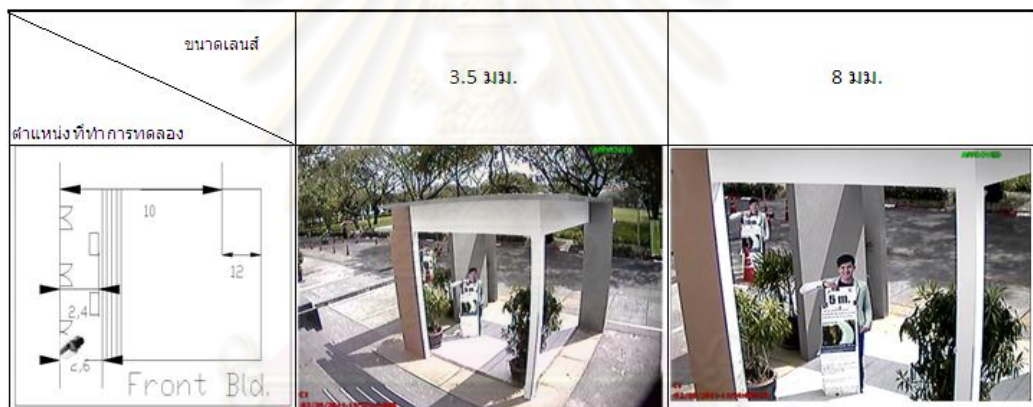 ขนาดเลนส์
3.5 มม.
8 มม.
ตำแหน่งที่ทำการทดลอง
10
12
2,4
2,6
Front Bld.
APPROVED
APPROVED
5 m.